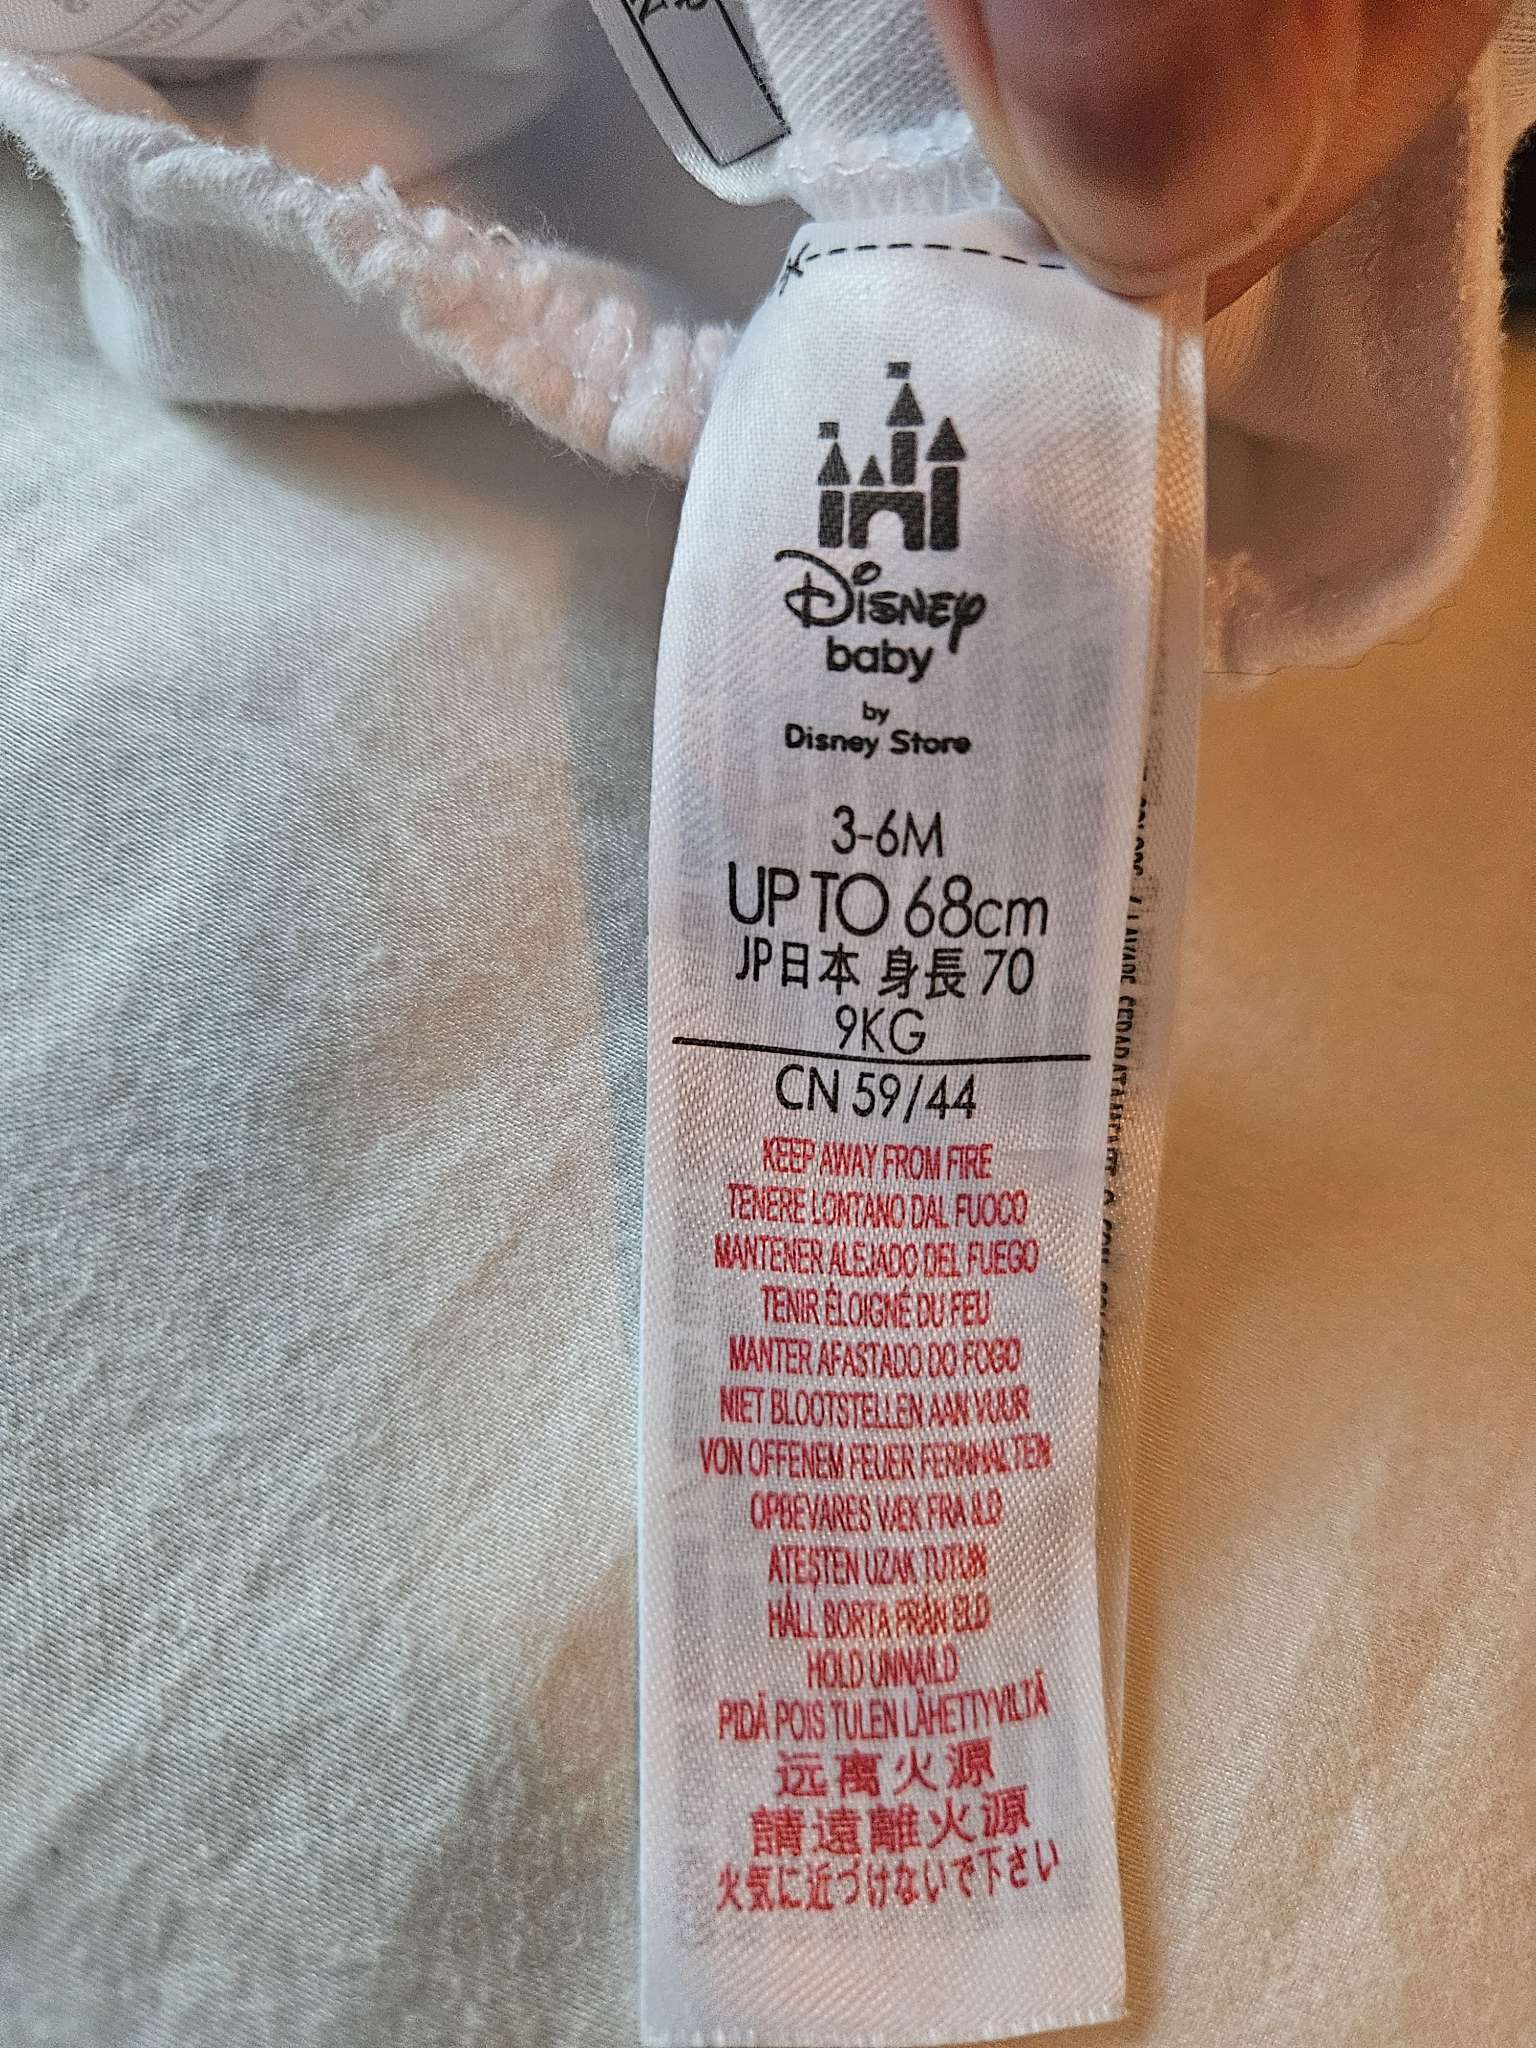 Disney
baby
by
Disney Store
3-6M
UP TO 68cm
JP日本 身長 70
9KG
CN 59/44
KEEP AWAY FROM FIRE
TENERE LONTANO DAL FUOCO
MANTENER ALEJADO DEL FUEGO
TENIR ÉLOIGNÉ DU FEU
MANTER AFASTADO DO FOGO
NIET BLOOTSTELLEN AAN VUUR
VON OFFENEM FEUER FERNHALTEN
OPBEVARES VÆK FRA ILD
ATEŞTEN UZAK TUTUN
HÅLL BORTA FRÅN ELD
HOLD UNNA ILD
PIDÄ POIS TULEN LÄHETTYVILTÄ
远离火源
請遠離火源
火気に近づけないで下さい